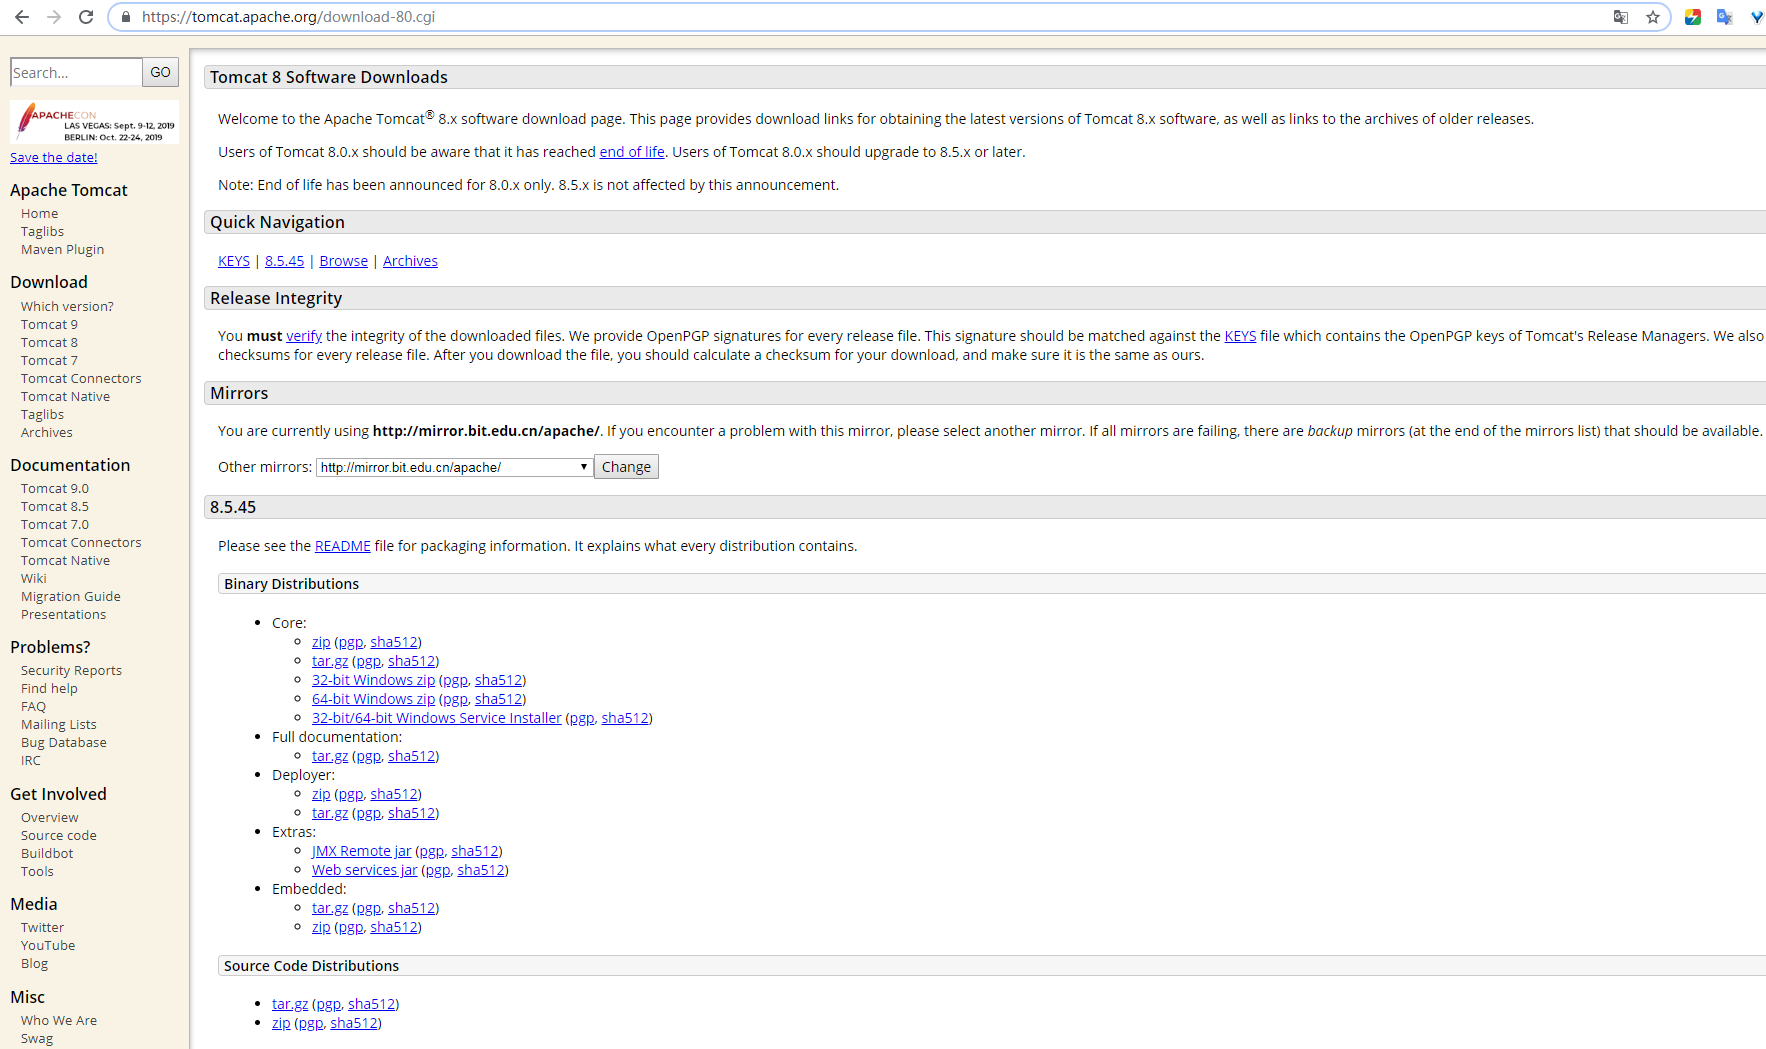 https://tomcat.apache.org/download-80.cgi
Search...
GO
APACHECON
LAS VEGAS: Sept. 9-12, 2019
BERLIN: Oct. 22-24, 2019
Save the date!
Apache Tomcat
Home
Taglibs
Maven Plugin
Download
Which version?
Tomcat 9
Tomcat 8
Tomcat 7
Tomcat Connectors
Tomcat Native
Taglibs
Archives
Documentation
Tomcat 9.0
Tomcat 8.5
Tomcat 7.0
Tomcat Connectors
Tomcat Native
Wiki
Migration Guide
Presentations
Problems?
Security Reports
Find help
FAQ
Mailing Lists
Bug Database
IRC
Get Involved
Overview
Source code
Buildbot
Tools
Media
Twitter
YouTube
Blog
Misc
Who We Are
Swag
Tomcat 8 Software Downloads
Welcome to the Apache Tomcat® 8.x software download page. This page provides download links for obtaining the latest versions of Tomcat 8.x software, as well as links to the archives of older releases.
Users of Tomcat 8.0.x should be aware that it has reached end of life. Users of Tomcat 8.0.x should upgrade to 8.5.x or later.
Note: End of life has been announced for 8.0.x only. 8.5.x is not affected by this announcement.
Quick Navigation
KEYS | 8.5.45 | Browse | Archives
Release Integrity
You must verify the integrity of the downloaded files. We provide OpenPGP signatures for every release file. This signature should be matched against the KEYS file which contains the OpenPGP keys of Tomcat's Release Managers. We also
checksums for every release file. After you download the file, you should calculate a checksum for your download, and make sure it is the same as ours.
Mirrors
You are currently using http://mirror.bit.edu.cn/apache/. If you encounter a problem with this mirror, please select another mirror. If all mirrors are failing, there are backup mirrors (at the end of the mirrors list) that should be available.
Other mirrors: http://mirror.bit.edu.cn/apache/ Change
8.5.45
Please see the README file for packaging information. It explains what every distribution contains.
Binary Distributions
Core:
zip (pgp, sha512)
tar.gz (pgp, sha512)
32-bit Windows zip (pgp, sha512)
64-bit Windows zip (pgp, sha512)
32-bit/64-bit Windows Service Installer (pgp, sha512)
Full documentation:
tar.gz (pgp, sha512)
Deployer:
zip (pgp, sha512)
tar.gz (pgp, sha512)
Extras:
JMX Remote jar (pgp, sha512)
Web services jar (pgp, sha512)
Embedded:
tar.gz (pgp, sha512)
zip (pgp, sha512)
Source Code Distributions
tar.gz (pgp, sha512)
zip (pgp, sha512)